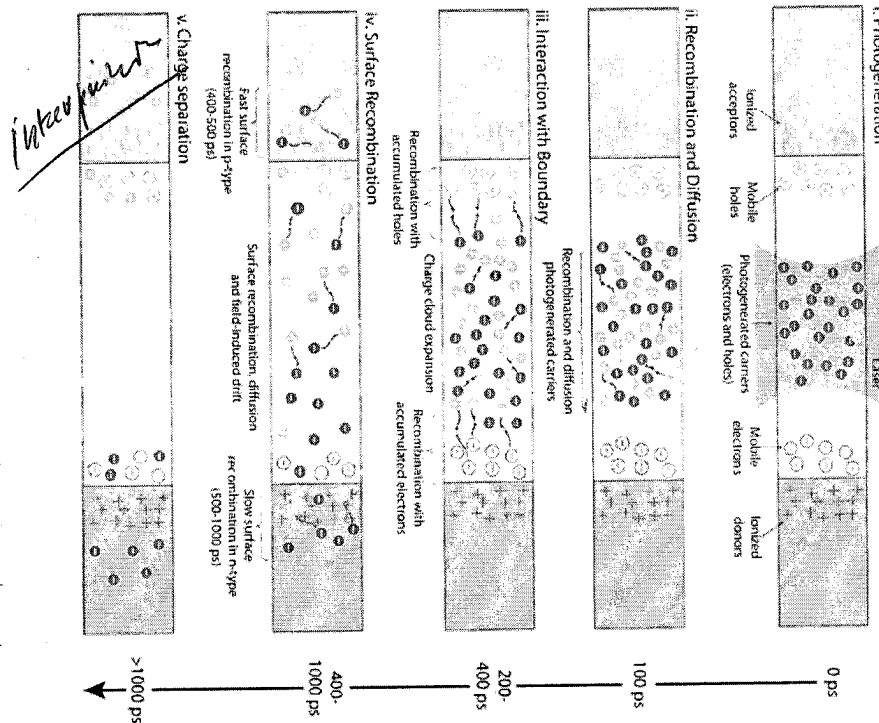 i. Photogeneration
Laser
Ionized
acceptors
Mobile
holes
Photogenerated carriers
(electrons and holes)
Mobile
electrons
Ionized
donors
0 ps
ii. Recombination and Diffusion
Recombination and diffusion
photogenerated carriers
100 ps
iii. Interaction with Boundary
Recombination with
accumulated holes
Charge cloud expansion
Recombination with
accumulated electrons
200-
400 ps
iv. Surface Recombination
Fast surface
recombination in p-type
(400-500 ps)
Surface recombination, diffusion
and field-induced drift
Slow surface
recombination in n-type
(500-1000 ps)
400-
1000 ps
v. Charge separation
>1000 ps